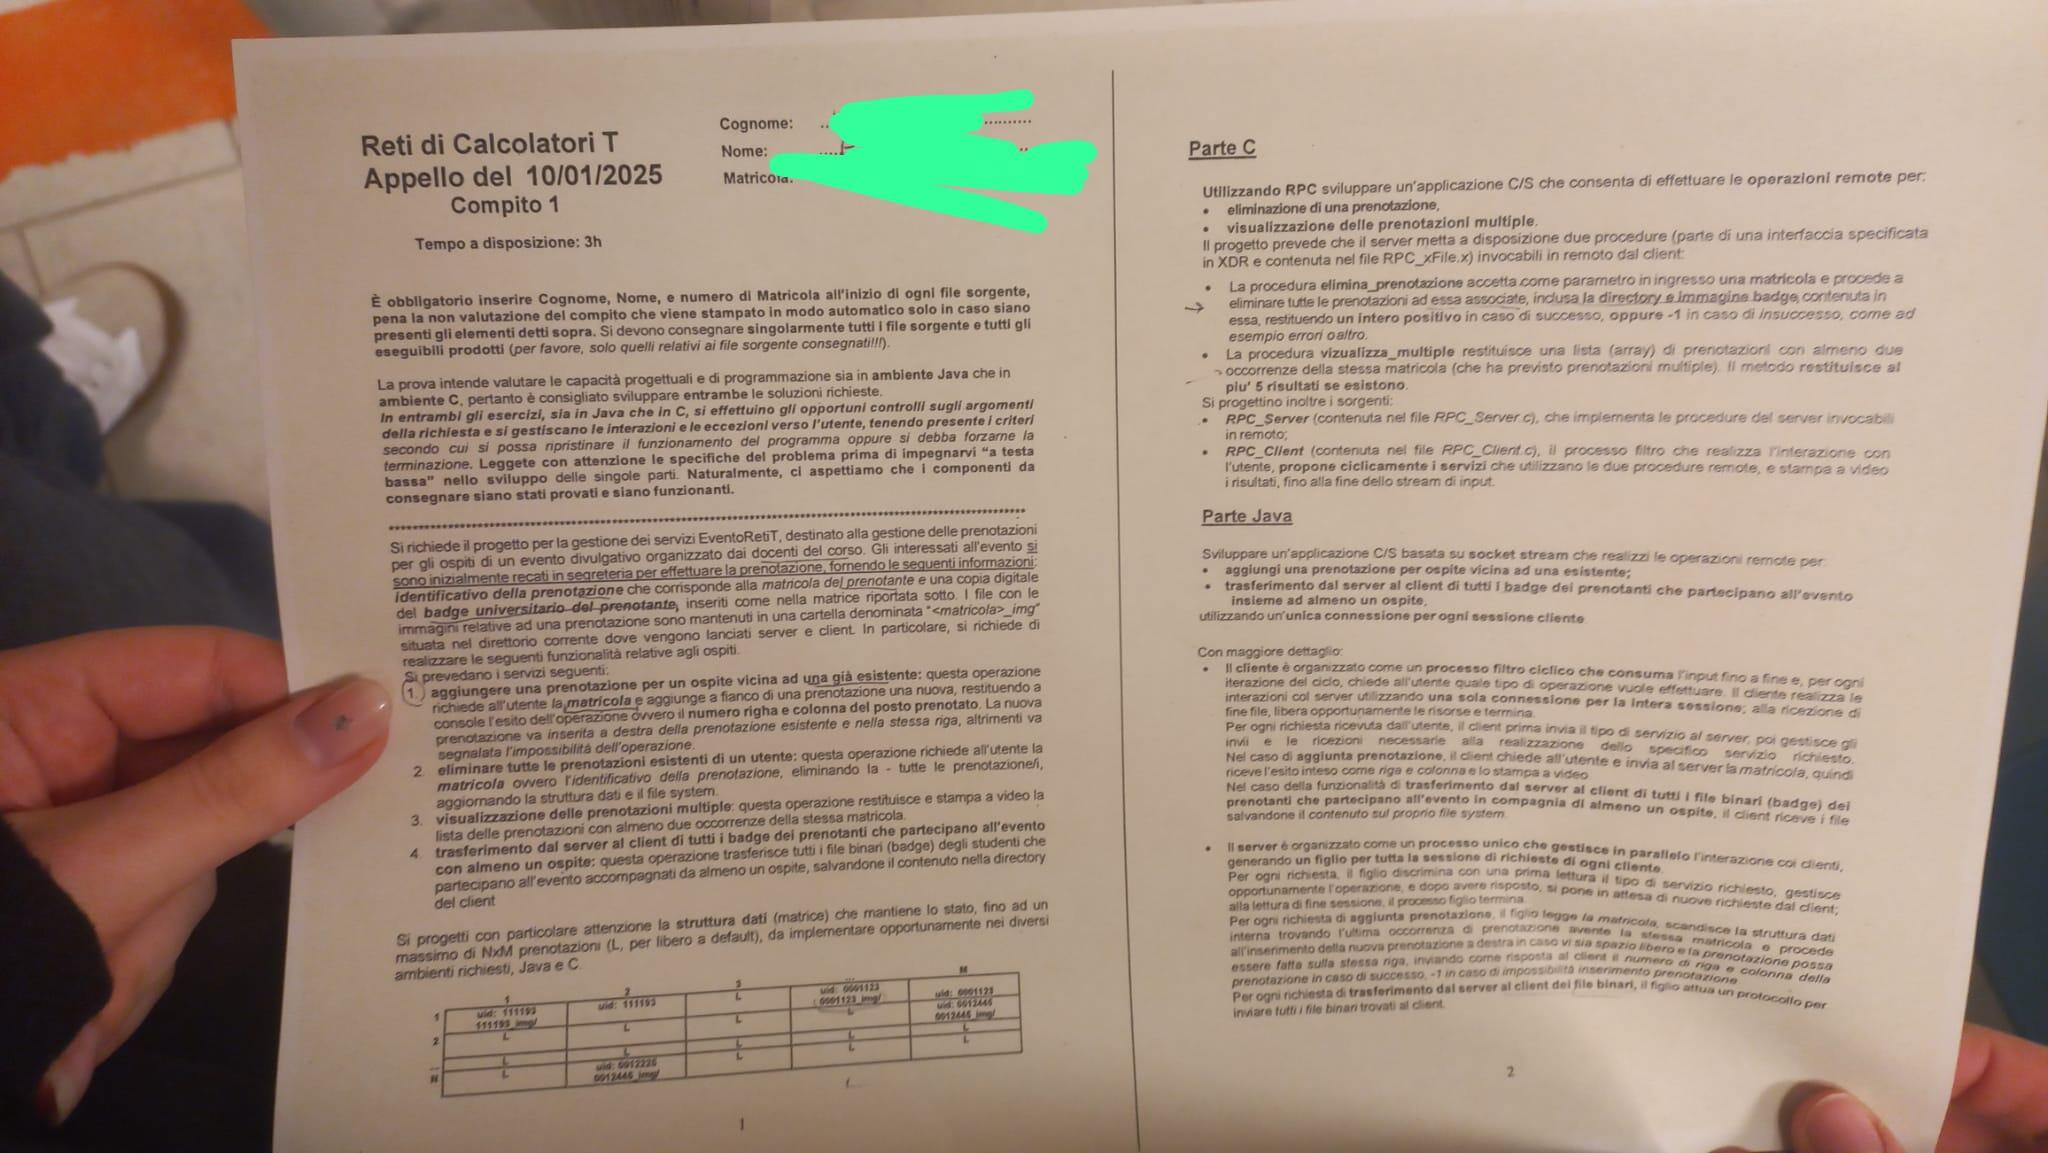 Reti di Calcolatori T
Appello del 10/01/2025
Compito 1
Tempo a disposizione: 3h
Cognome:
Nome:
Matricola:
È obbligatorio inserire Cognome, Nome, e numero di Matricola all'inizio di ogni file sorgente,
pena la non valutazione del compito che viene stampato in modo automatico solo in caso siano
presenti gli elementi detti sopra. Si devono consegnare singolarmente tutti i file sorgente e tutti gli
eseguibili prodotti (per favore, solo quelli relativi ai file sorgente consegnati!!!).
La prova intende valutare le capacità progettuali e di programmazione sia in ambiente Java che in
ambiente C, pertanto è consigliato sviluppare entrambe le soluzioni richieste.
In entrambi gli esercizi, sia in Java che in C, si effettuino gli opportuni controlli sugli argomenti
della richiesta e si gestiscano le interazioni e le eccezioni verso l'utente, tenendo presente i criteri
secondo cui si possa ripristinare il funzionamento del programma oppure si debba forzarne la
terminazione. Leggete con attenzione le specifiche del problema prima di impegnarvi "a testa
bassa" nello sviluppo delle singole parti. Naturalmente, ci aspettiamo che i componenti da
consegnare siano stati provati e siano funzionanti.
Si richiede il progetto per la gestione dei servizi EventoRetiT, destinato alla gestione delle prenotazioni
per gli ospiti di un evento divulgativo organizzato dai docenti del corso. Gli interessati all'evento si
sono inizialmente recati in segreteria per effettuare la prenotazione, fornendo le seguenti informazioni:
identificativo della prenotazione che corrisponde alla matricola del prenotante e una copia digitale
del badge universitario del prenotante, inseriti come nella matrice riportata sotto. I file con le
immagini relative ad una prenotazione sono mantenuti in una cartella denominata "<matricola>_img"
situata nel direttorio corrente dove vengono lanciati server e client. In particolare, si richiede di
realizzare le seguenti funzionalità relative agli ospiti.
Si prevedano i servizi seguenti:
1. aggiungere una prenotazione per un ospite vicina ad una già esistente: questa operazione
richiede all'utente la matricola e aggiunge a fianco di una prenotazione una nuova, restituendo a
console l'esito dell'operazione ovvero il numero righa e colonna del posto prenotato. La nuova
prenotazione va inserita a destra della prenotazione esistente e nella stessa riga, altrimenti va
segnalata l'impossibilità dell'operazione.
2. eliminare tutte le prenotazioni esistenti di un utente: questa operazione richiede all'utente la
matricola ovvero l'identificativo della prenotazione, eliminando la - tutte le prenotazione/i,
aggiornando la struttura dati e il file system.
3. visualizzazione delle prenotazioni multiple: questa operazione restituisce e stampa a video la
lista delle prenotazioni con almeno due occorrenze della stessa matricola.
4. trasferimento dal server al client di tutti i badge dei prenotanti che partecipano all'evento
con almeno un ospite: questa operazione trasferisce tutti i file binari (badge) degli studenti che
partecipano all'evento accompagnati da almeno un ospite, salvandone il contenuto nella directory
del client
Si progetti con particolare attenzione la struttura dati (matrice) che mantiene lo stato, fino ad un
massimo di NxM prenotazioni (L, per libero a default), da implementare opportunamente nei diversi
ambienti richiesti, Java e C.
1 2 3 ... M
1 uid: 111193 uid: 111193 L uid: 0001123 uid: 0001123
111193_img/ 0001123_img/
2 L L L L uid: 0012445
0012445_img/
... L L L L L
N L uid: 0012226 L L L
0012445_img/
1
Parte C
Utilizzando RPC sviluppare un'applicazione C/S che consenta di effettuare le operazioni remote per:
• eliminazione di una prenotazione,
• visualizzazione delle prenotazioni multiple.
Il progetto prevede che il server metta a disposizione due procedure (parte di una interfaccia specificata
in XDR e contenuta nel file RPC_xFile.x) invocabili in remoto dal client:
• La procedura elimina_prenotazione accetta come parametro in ingresso una matricola e procede a
eliminare tutte le prenotazioni ad essa associate, inclusa la directory e immagine badge, contenuta in
essa, restituendo un intero positivo in caso di successo, oppure -1 in caso di insuccesso, come ad
esempio errori oaltro.
• La procedura vizualizza_multiple restituisce una lista (array) di prenotazioni con almeno due
occorrenze della stessa matricola (che ha previsto prenotazioni multiple). Il metodo restituisce al
piu' 5 risultati se esistono.
Si progettino inoltre i sorgenti:
• RPC_Server (contenuta nel file RPC_Server.c), che implementa le procedure del server invocabili
in remoto;
• RPC_Client (contenuta nel file RPC_Client.c), il processo filtro che realizza l'interazione con
l'utente, propone ciclicamente i servizi che utilizzano le due procedure remote, e stampa a video
i risultati, fino alla fine dello stream di input.
Parte Java
Sviluppare un'applicazione C/S basata su socket stream che realizzi le operazioni remote per:
• aggiungi una prenotazione per ospite vicina ad una esistente;
• trasferimento dal server al client di tutti i badge dei prenotanti che partecipano all'evento
insieme ad almeno un ospite,
utilizzando un'unica connessione per ogni sessione cliente.
Con maggiore dettaglio:
• Il cliente è organizzato come un processo filtro ciclico che consuma l'input fino a fine e, per ogni
iterazione del ciclo, chiede all'utente quale tipo di operazione vuole effettuare. Il cliente realizza le
interazioni col server utilizzando una sola connessione per la intera sessione; alla ricezione di
fine file, libera opportunamente le risorse e termina.
Per ogni richiesta ricevuta dall'utente, il client prima invia il tipo di servizio al server, poi gestisce gli
invii e le ricezioni necessarie alla realizzazione dello specifico servizio richiesto.
Nel caso di aggiunta prenotazione, il client chiede all'utente e invia al server la matricola, quindi
riceve l'esito inteso come riga e colonna e lo stampa a video
Nel caso della funzionalità di trasferimento dal server al client di tutti i file binari (badge) dei
prenotanti che partecipano all'evento in compagnia di almeno un ospite, il client riceve i file
salvandone il contenuto sul proprio file system.
• Il server è organizzato come un processo unico che gestisce in parallelo l'interazione coi clienti,
generando un figlio per tutta la sessione di richieste di ogni cliente.
Per ogni richiesta, il figlio discrimina con una prima lettura il tipo di servizio richiesto, gestisce
opportunamente l'operazione, e dopo avere risposto, si pone in attesa di nuove richieste dal client;
alla lettura di fine sessione, il processo figlio termina.
Per ogni richiesta di aggiunta prenotazione, il figlio legge la matricola, scandisce la struttura dati
interna trovando l'ultima occorrenza di prenotazione avente la stessa matricola e procede
all'inserimento della nuova prenotazione a destra in caso vi sia spazio libero e la prenotazione possa
essere fatta sulla stessa riga, inviando come risposta al client il numero di riga e colonna della
prenotazione in caso di successo, -1 in caso di impossibilità inserimento prenotazione
Per ogni richiesta di trasferimento dal server al client dei file binari, il figlio attua un protocollo per
inviare tutti i file binari trovati al client.
2